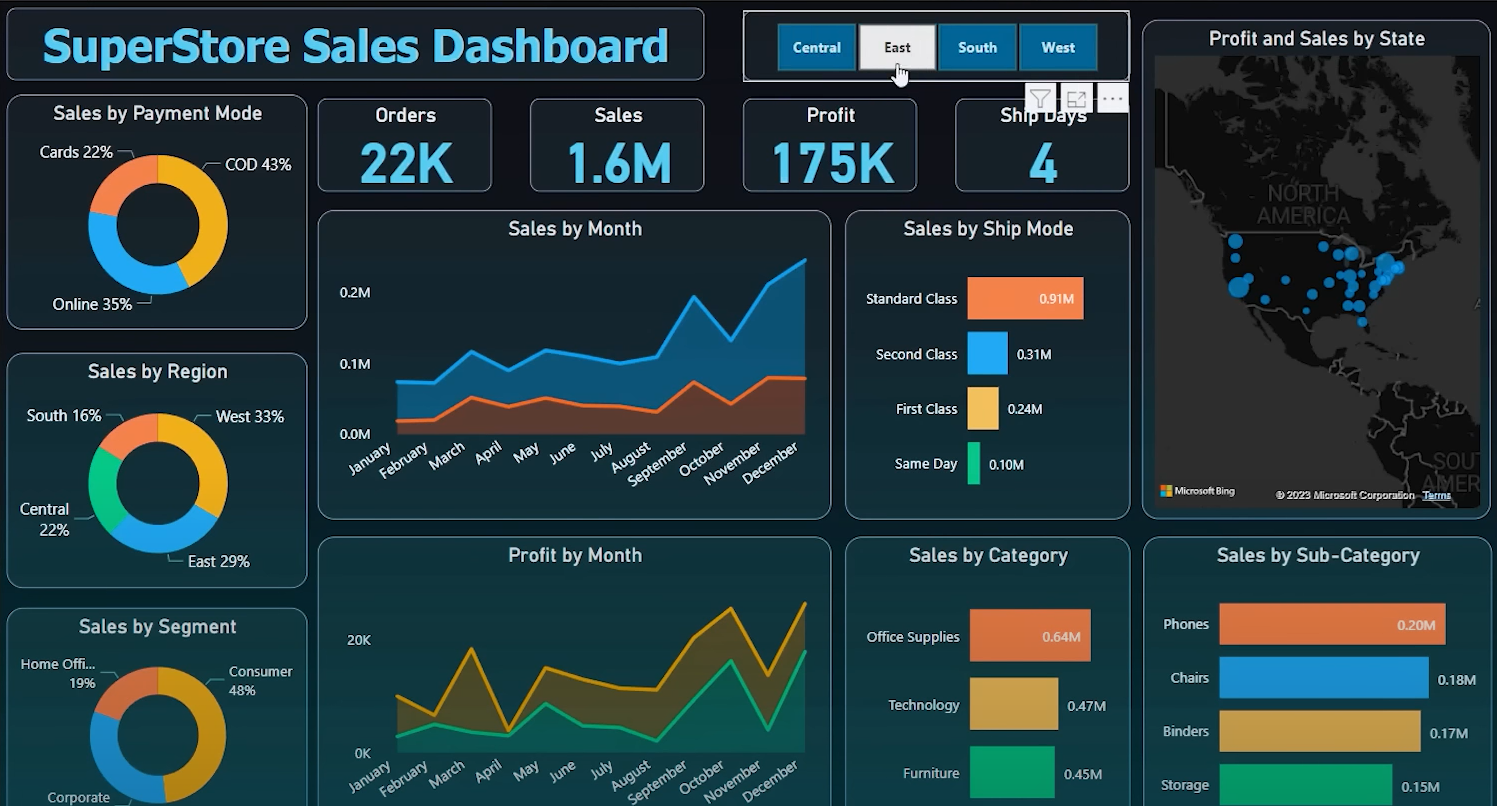 SuperStore Sales Dashboard
Central
East
South
West
Profit and Sales by State
Sales by Payment Mode
Cards 22%
COD 43%
Online 35%
Orders
22K
Sales
1.6M
Profit
175K
Ship Days
4
NORTH
AMERICA
SOU
AMER
Microsoft Bing
© 2023 Microsoft Corporation Terms
Sales by Month
0.2M
0.1M
0.0M
January
February
March
April
May
June
July
August
September
October
November
December
Sales by Ship Mode
Standard Class
0.91M
Second Class
0.31M
First Class
0.24M
Same Day
0.10M
Sales by Region
South 16%
West 33%
Central
22%
East 29%
Profit by Month
20K
0K
January
February
March
April
May
June
July
August
September
October
November
December
Sales by Category
Office Supplies
0.64M
Technology
0.47M
Furniture
0.45M
Sales by Sub-Category
Phones
0.20M
Chairs
0.18M
Binders
0.17M
Storage
0.15M
Sales by Segment
Home Offi...
19%
Consumer
48%
Corporate